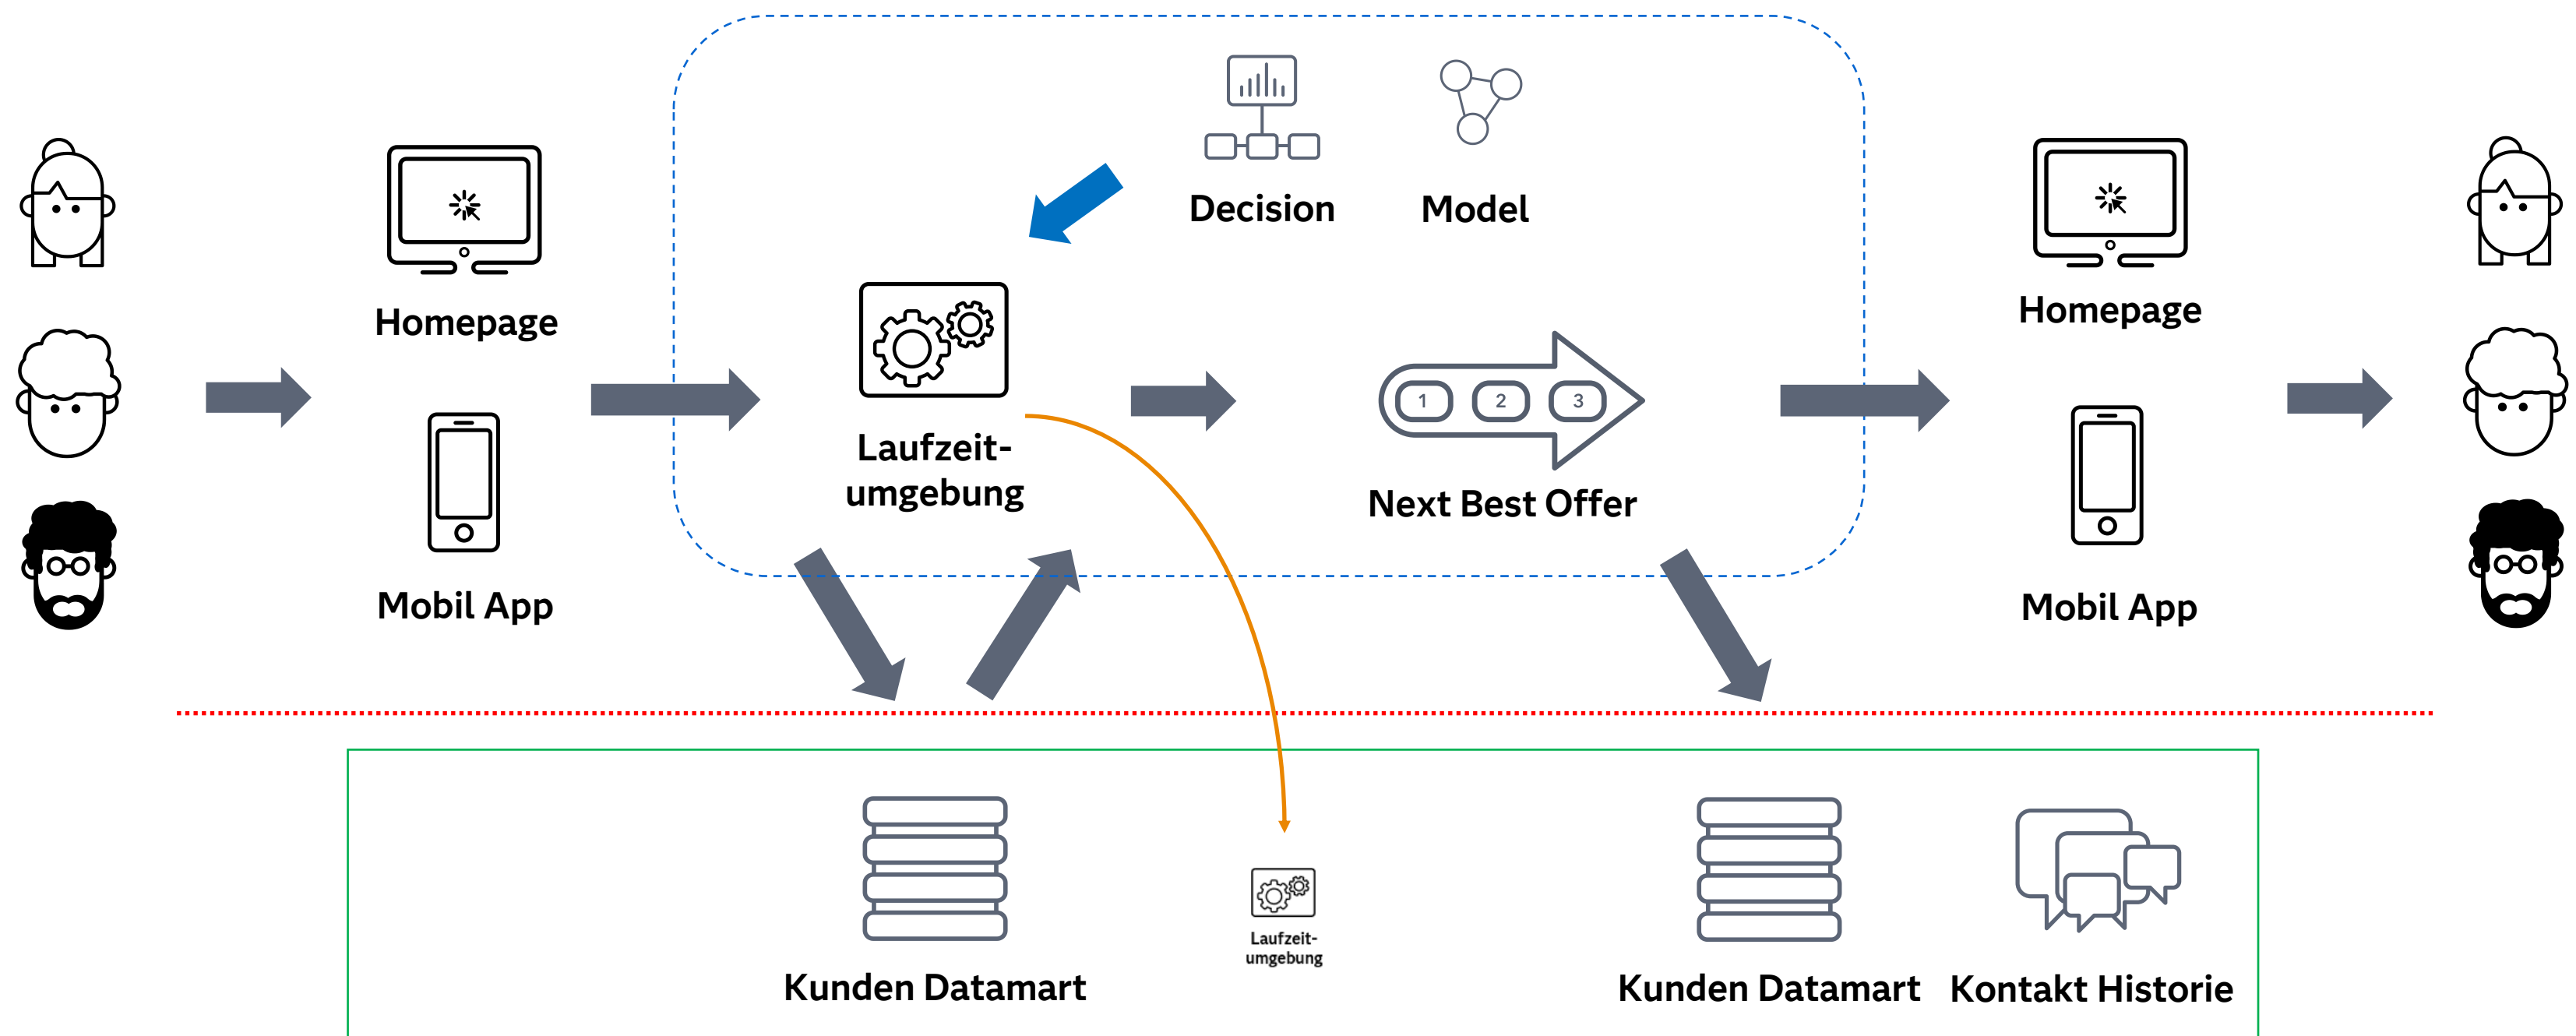 Decision
Model
Homepage
Homepage
1
2
3
Laufzeit-
umgebung
Next Best Offer
Mobil App
Mobil App
Laufzeit-
umgebung
Kunden Datamart
Kunden Datamart
Kontakt Historie